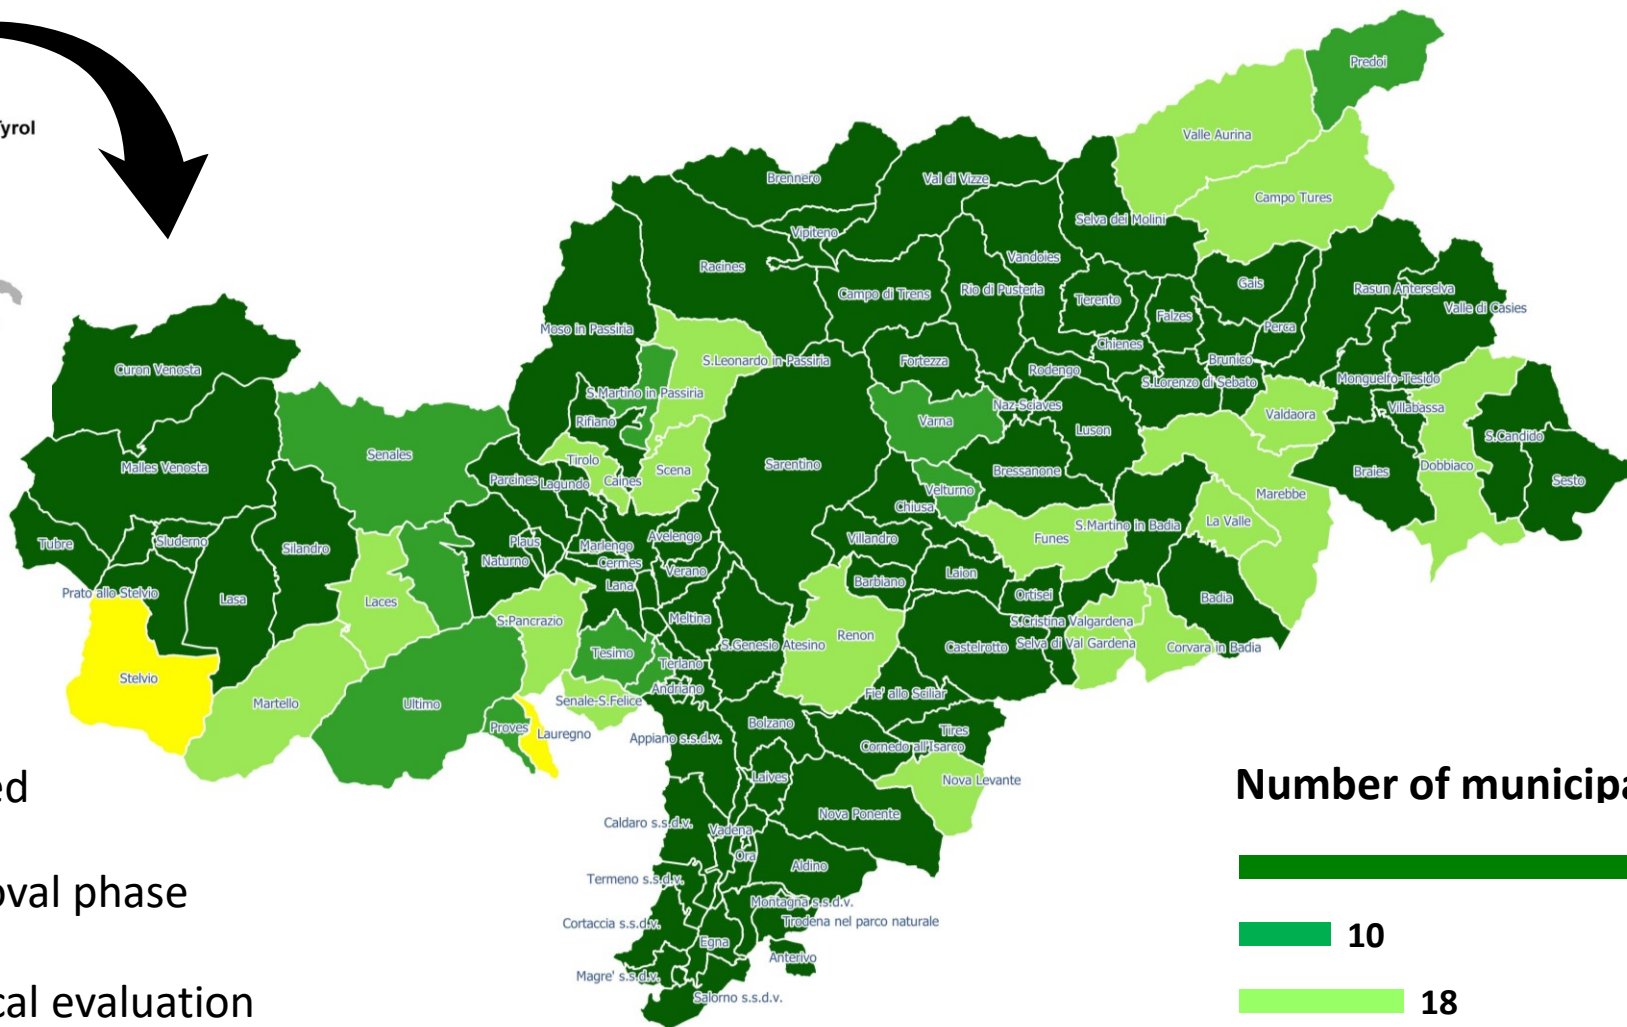 yrol
Predoi
Valle Aurina
Brennero
Val di Vizze
Campo Tures
Selva dei Molini
Vipiteno
Racines
Vandoies
Campo di Trens
Rio di Pusteria
Gais
Rasun Anterselva
Terento
Valle di Casies
Falzes
Moso in Passiria
Perca
Chienes
S.Leonardo in Passiria
Fortezza
Brunico
Curon Venosta
Rodengo
S.Lorenzo di Sebato
Monguelfo-Tesido
S.Martino in Passiria
Naz-Sciaves
Villabassa
Valdaora
Rifiano
Varna
Luson
S.Candido
Senales
Malles Venosta
Tirolo
Scena
Sarentino
Bressanone
Braies
Dobbiaco
Parcines
Lagundo
Caines
Sesto
Velturno
Marebbe
Chiusa
La Valle
S.Martino in Badia
Tubre
Sluderno
Silandro
Plaus
Marlengo
Avelengo
Villandro
Funes
Naturno
Cermes
Verano
Barbiano
Laion
Prato allo Stelvio
Lasa
Laces
Lana
Ortisei
Badia
S.Pancrazio
Meltina
S.Cristina Valgardena
Renon
S.Genesio Atesino
Castelrotto
Selva di Val Gardena
Corvara in Badia
Tesimo
Terlano
Stelvio
Andriano
Fie' allo Sciliar
Martello
Ultimo
Senale-S.Felice
Proves
Lauregno
Bolzano
Tires
Appiano s.s.d.v.
Cornedo all'Isarco
Laives
Nova Levante
Nova Ponente
Caldaro s.s.d.v.
Vadena
Ora
Aldino
Termeno s.s.d.v.
Montagna s.s.d.v.
Cortaccia s.s.d.v.
Trodena nel parco naturale
Egna
Anterivo
Magre' s.s.d.v.
Salorno s.s.d.v.
ed
oval phase
cal evaluation
Number of municipa
10
18